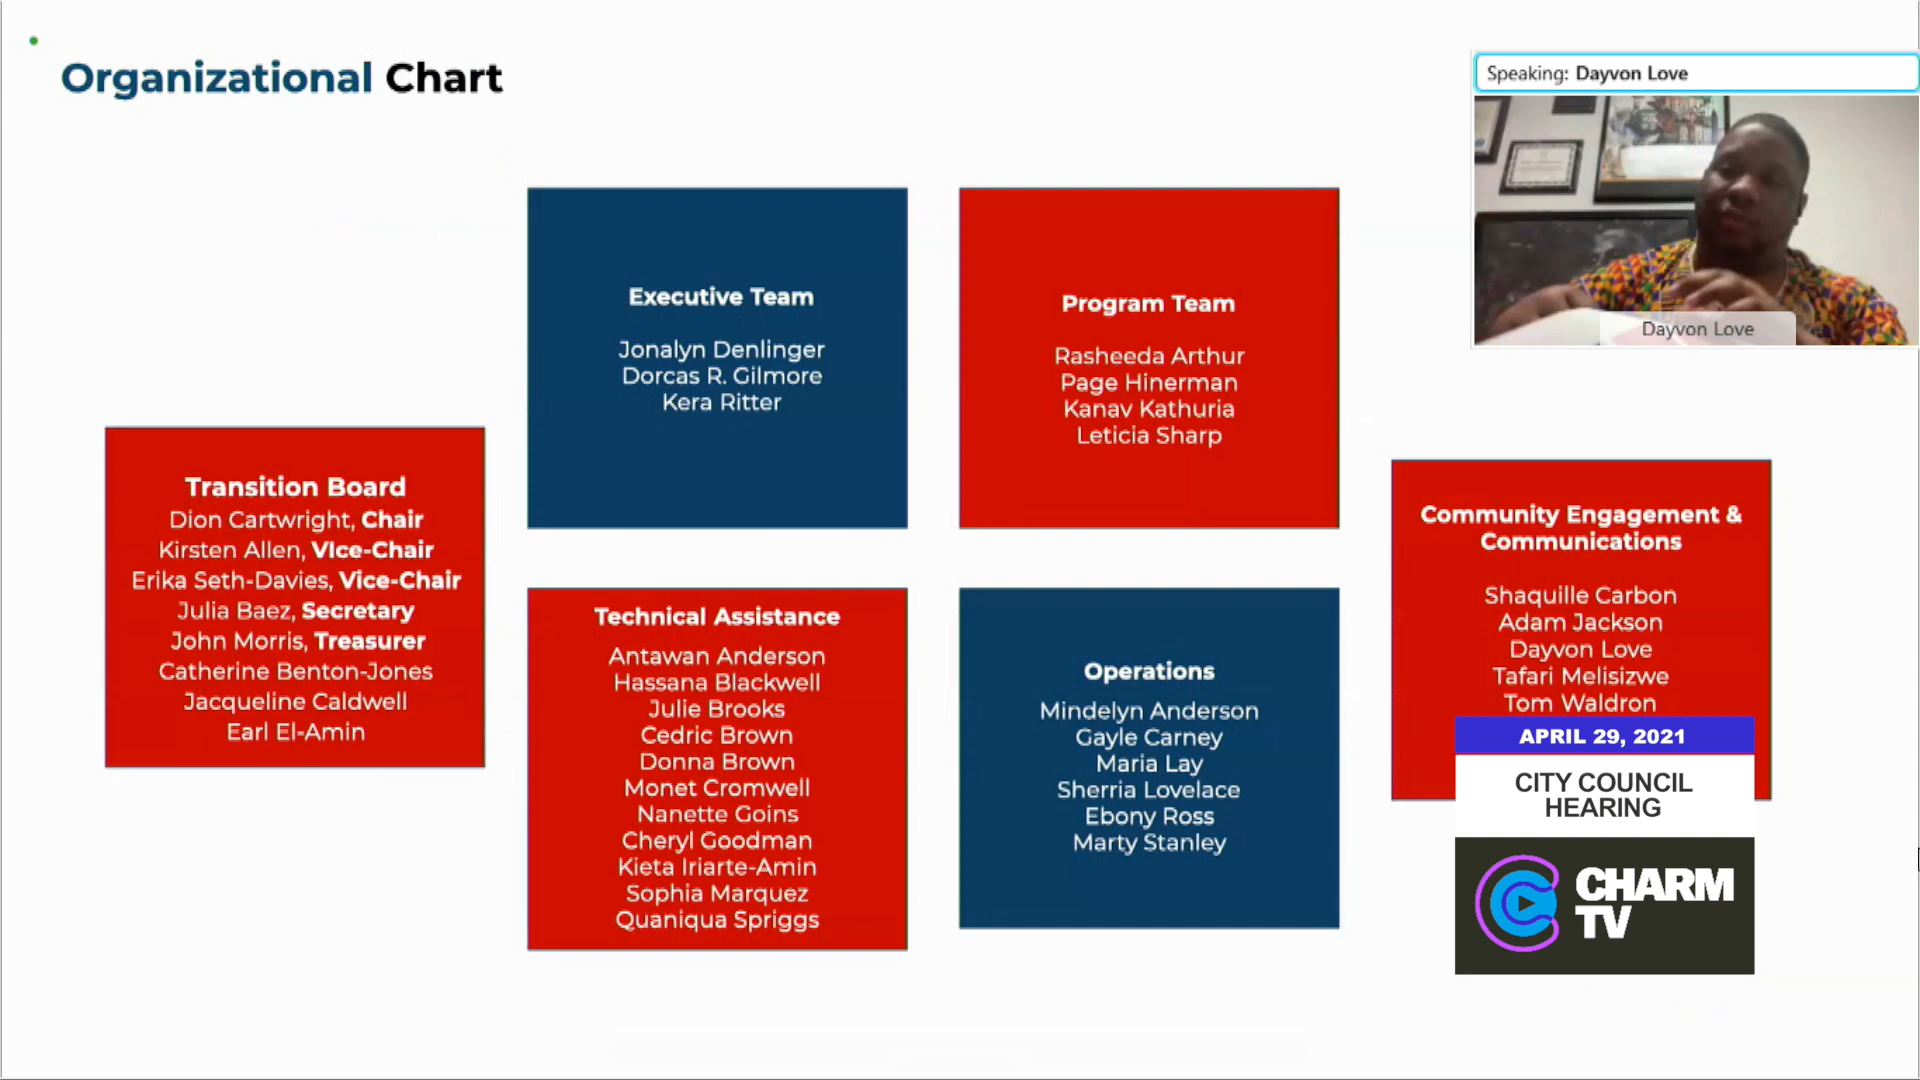 Organizational Chart
Speaking: Dayvon Love
Dayvon Love
Executive Team
Jonalyn Denlinger
Dorcas R. Gilmore
Kera Ritter
Program Team
Rasheeda Arthur
Page Hinerman
Kanav Kathuria
Leticia Sharp
Transition Board
Dion Cartwright, Chair
Kirsten Allen, VIce-Chair
Erika Seth-Davies, Vice-Chair
Julia Baez, Secretary
John Morris, Treasurer
Catherine Benton-Jones
Jacqueline Caldwell
Earl El-Amin
Technical Assistance
Antawan Anderson
Hassana Blackwell
Julie Brooks
Cedric Brown
Donna Brown
Monet Cromwell
Nanette Goins
Cheryl Goodman
Kieta Iriarte-Amin
Sophia Marquez
Quaniqua Spriggs
Operations
Mindelyn Anderson
Gayle Carney
Maria Lay
Sherria Lovelace
Ebony Ross
Marty Stanley
Community Engagement &
Communications
Shaquille Carbon
Adam Jackson
Dayvon Love
Tafari Melisizwe
Tom Waldron
APRIL 29, 2021
CITY COUNCIL
HEARING
CHARM
TV